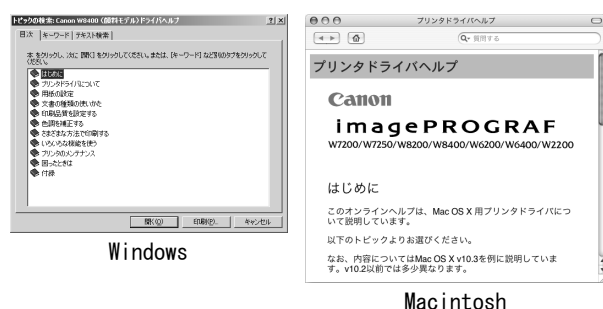 トピックの検索: Canon W8400 (顔料モデル)ドライバヘルプ
目次
キーワード
テキスト検索
本 をクリックし、次に [開く] をクリックしてください。または、[キーワード] など別のタブをクリックして
ください。
はじめに
プリンタドライバについて
用紙の設定
文書の種類の使いかた
印刷品質を設定する
色調を補正する
さまざまな方法で印刷する
いろいろな機能を使う
プリンタのメンテナンス
困ったときは
付録
開く(O)
印刷(P)...
キャンセル
Windows
プリンタドライバヘルプ
質問する
プリンタドライバヘルプ
Canon
imagePROGRAF
W7200/W7250/W8200/W8400/W6200/W6400/W2200
はじめに
このオンラインヘルプは、Mac OS X 用プリンタドライバにつ
いて説明しています。
以下のトピックよりお選びください。
なお、内容についてはMac OS X v10.3を例に説明していま
す。v10.2以前では多少異なります。
Macintosh